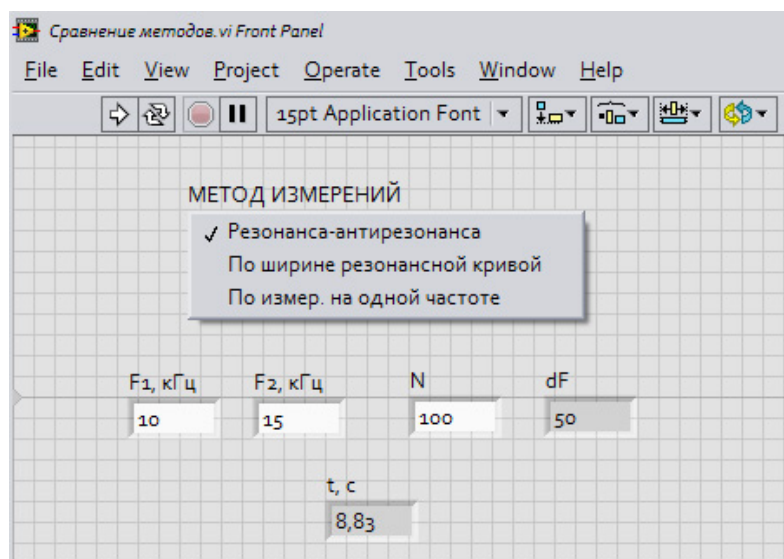 Сравнение методов.vi Front Panel
File Edit View Project Operate Tools Window Help
15pt Application Font
МЕТОД ИЗМЕРЕНИЙ
✓ Резонанса-антирезонанса
По ширине резонансной кривой
По измер. на одной частоте
F1, кГц F2, кГц N dF
10 15 100 50
t, c
8,83